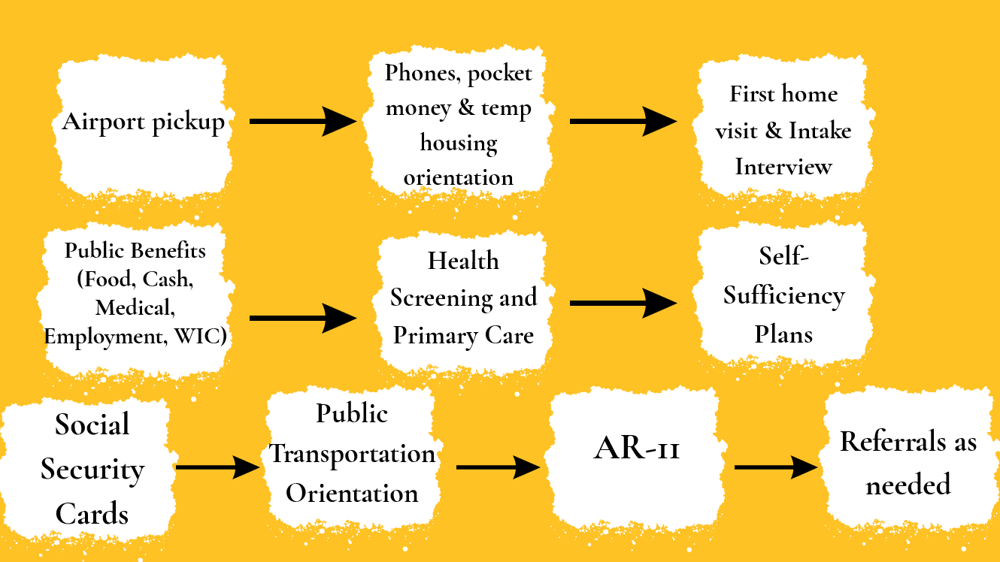 Airport pickup
Phones, pocket
money & temp
housing
orientation
First home
visit & Intake
Interview
Public Benefits
(Food, Cash,
Medical,
Employment, WIC)
Health
Screening and
Primary Care
Self-
Sufficiency
Plans
Social
Security
Cards
Public
Transportation
Orientation
AR-11
Referrals as
needed